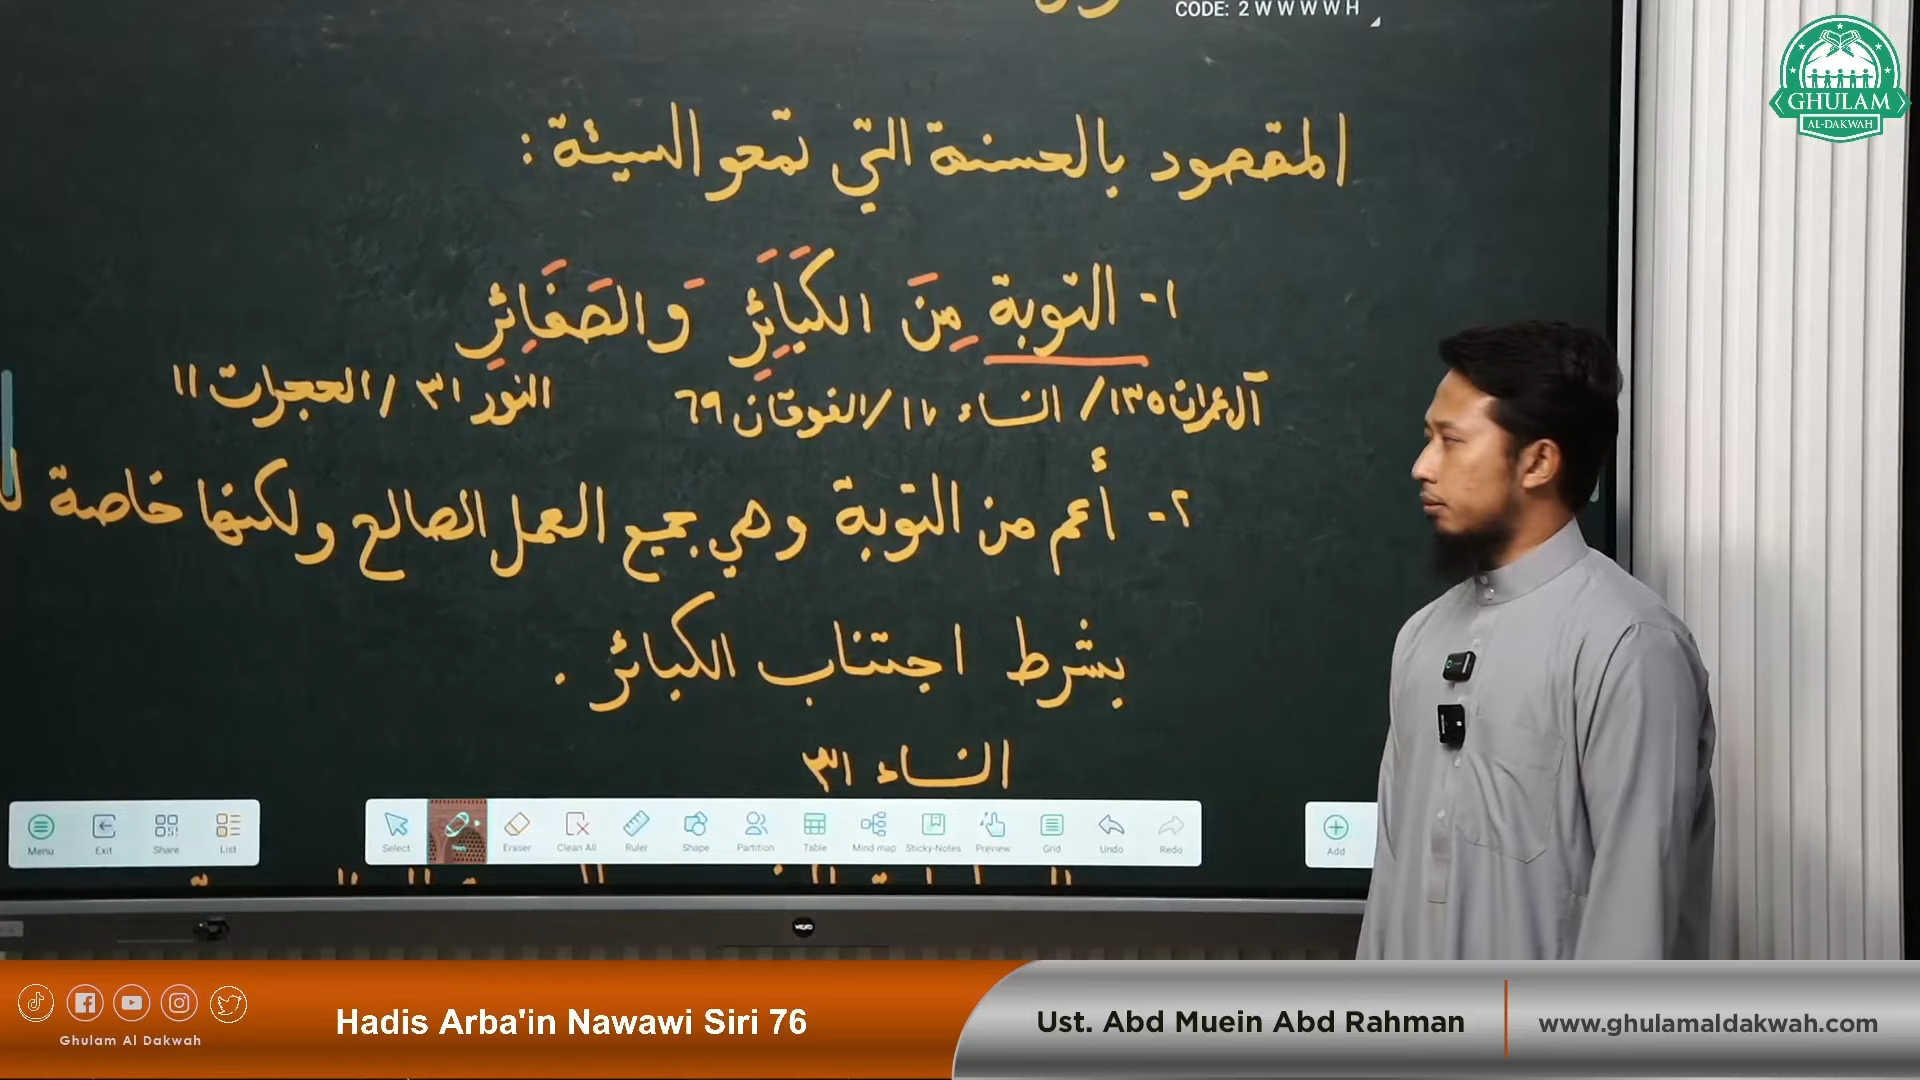 CODE: 2WWWWH
GHULAM
AL-DAKWAH
المقصود بالحسنة التي تمحو السيئة :
١- التوبة مِنَ الكَبَائِرِ وَالصَغَائِرِ
آل عمران ١٣٥/ النساء ١٧/الفرقان ٦٩ النور ٣١ /الحجرات ١١
٢- أعم من التوبة وهي جميع العمل الصالح ولكنها خاصة
بشرط اجتناب الكبائر .
النساء ٣١
Menu Exit Share List Select Eraser Clean All Ruler Shape Partition Table Mind map Sticky-Notes Preview Grid Undo Redo Add
Ghulam Al Dakwah
Hadis Arba'in Nawawi Siri 76
Ust. Abd Muein Abd Rahman
www.ghulamaldakwah.com